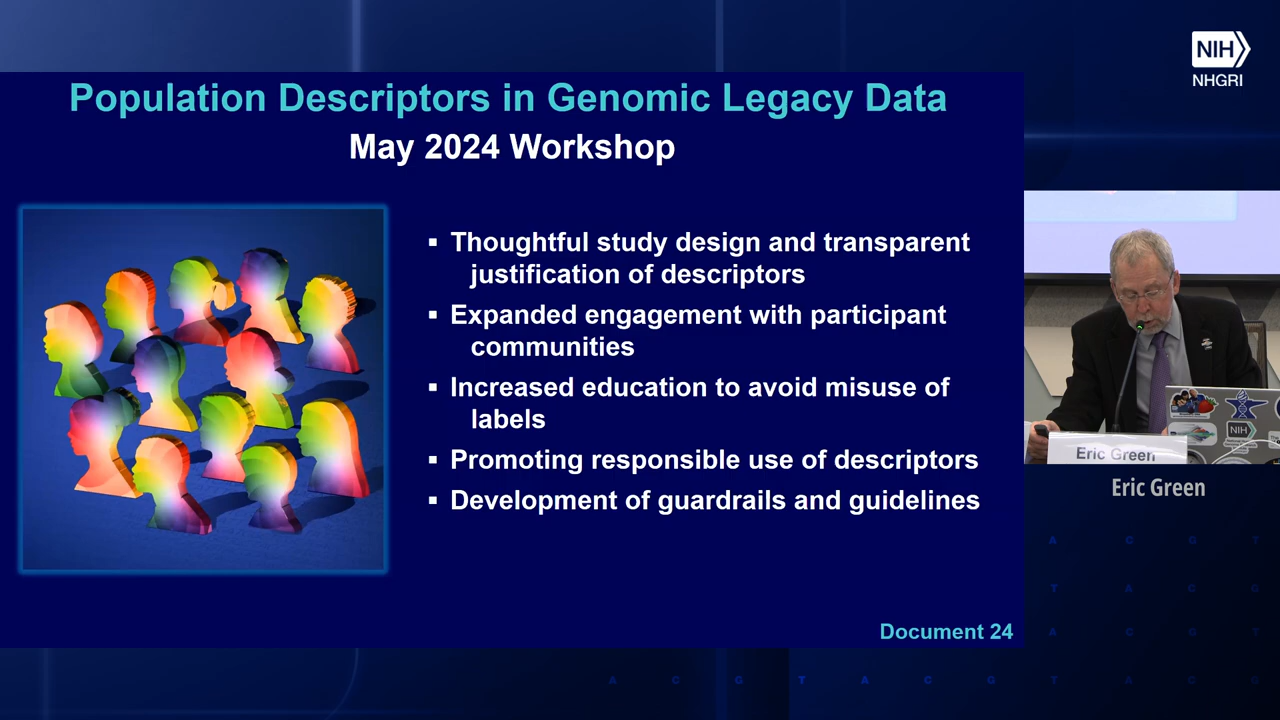 NIH
NHGRI
Population Descriptors in Genomic Legacy Data
May 2024 Workshop
▪ Thoughtful study design and transparent
justification of descriptors
▪ Expanded engagement with participant
communities
▪ Increased education to avoid misuse of
labels
▪ Promoting responsible use of descriptors
▪ Development of guardrails and guidelines
Document 24
NIH
Eric Green
Eric Green
A C G T
T A C G
A C G T
A C G T A C G T A C G